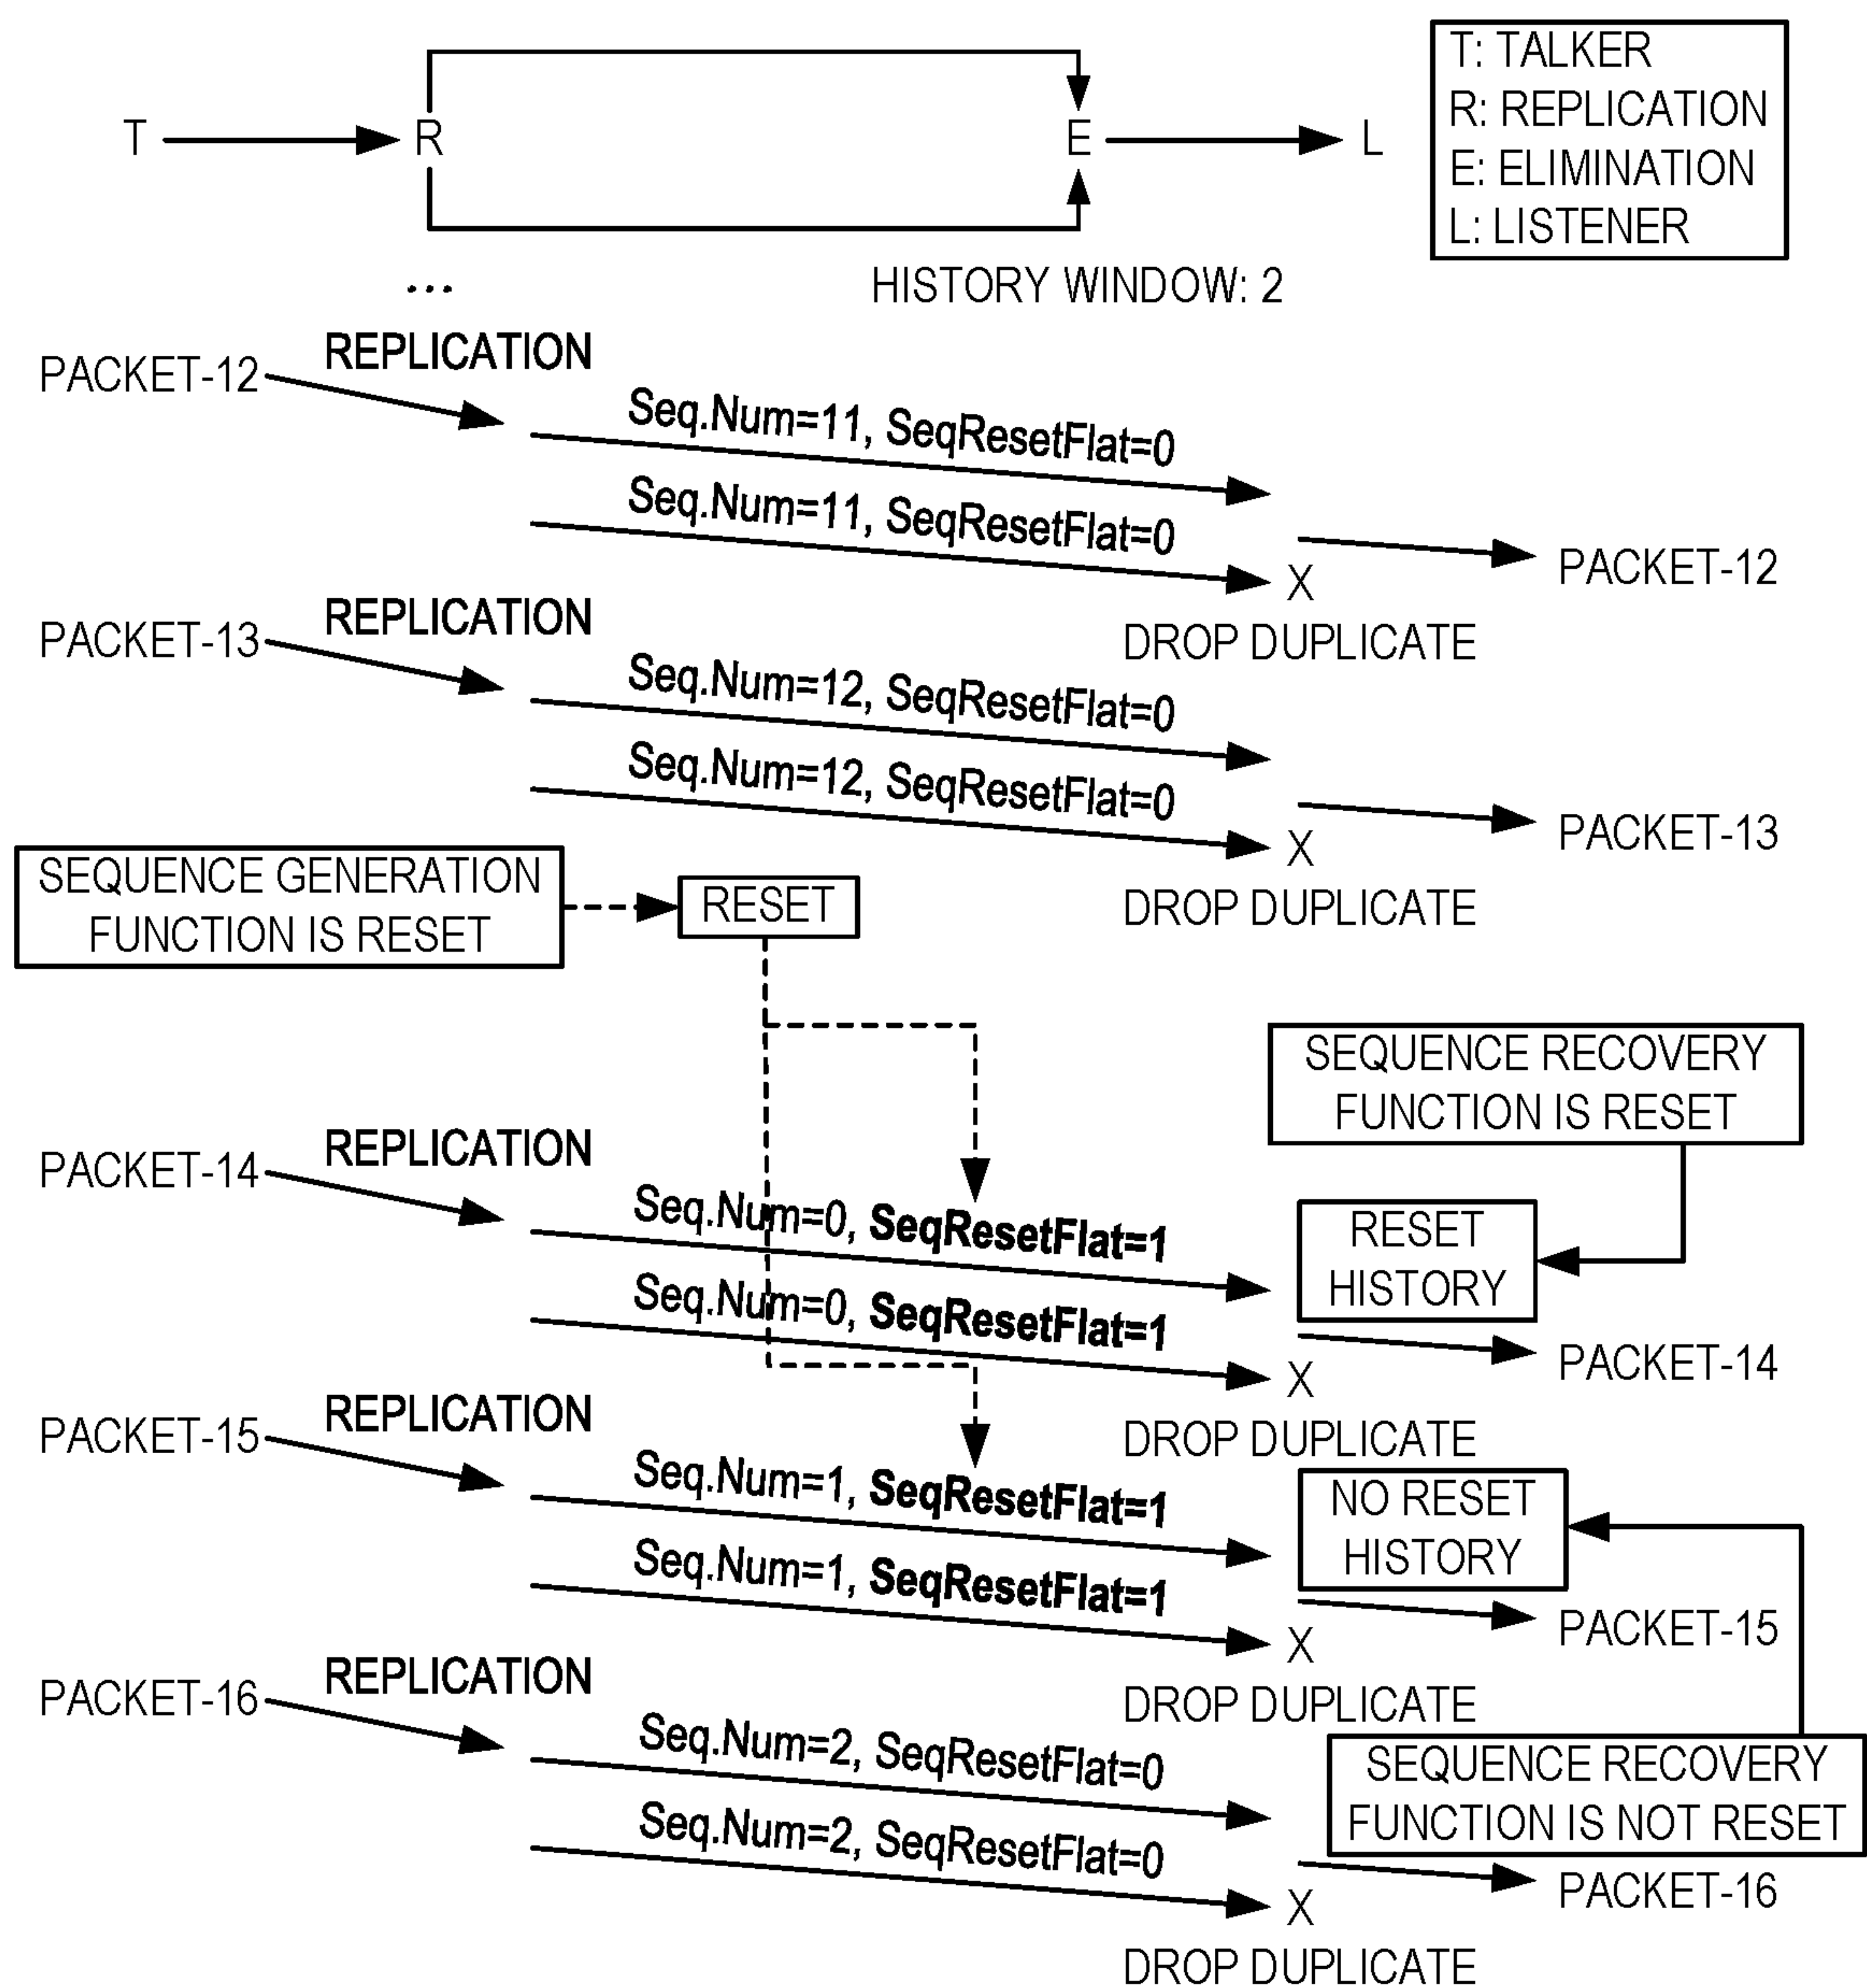 T
R
E
L
T: TALKER
R: REPLICATION
E: ELIMINATION
L: LISTENER
...
HISTORY WINDOW: 2
PACKET-12
REPLICATION
Seq.Num=11, SeqResetFlat=0
Seq.Num=11, SeqResetFlat=0
X
PACKET-12
DROP DUPLICATE
PACKET-13
REPLICATION
Seq.Num=12, SeqResetFlat=0
Seq.Num=12, SeqResetFlat=0
X
PACKET-13
DROP DUPLICATE
SEQUENCE GENERATION
FUNCTION IS RESET
RESET
SEQUENCE RECOVERY
FUNCTION IS RESET
PACKET-14
REPLICATION
Seq.Num=0, SeqResetFlat=1
Seq.Num=0, SeqResetFlat=1
RESET
HISTORY
X
PACKET-14
DROP DUPLICATE
PACKET-15
REPLICATION
Seq.Num=1, SeqResetFlat=1
Seq.Num=1, SeqResetFlat=1
NO RESET
HISTORY
X
PACKET-15
DROP DUPLICATE
PACKET-16
REPLICATION
Seq.Num=2, SeqResetFlat=0
Seq.Num=2, SeqResetFlat=0
SEQUENCE RECOVERY
FUNCTION IS NOT RESET
X
PACKET-16
DROP DUPLICATE